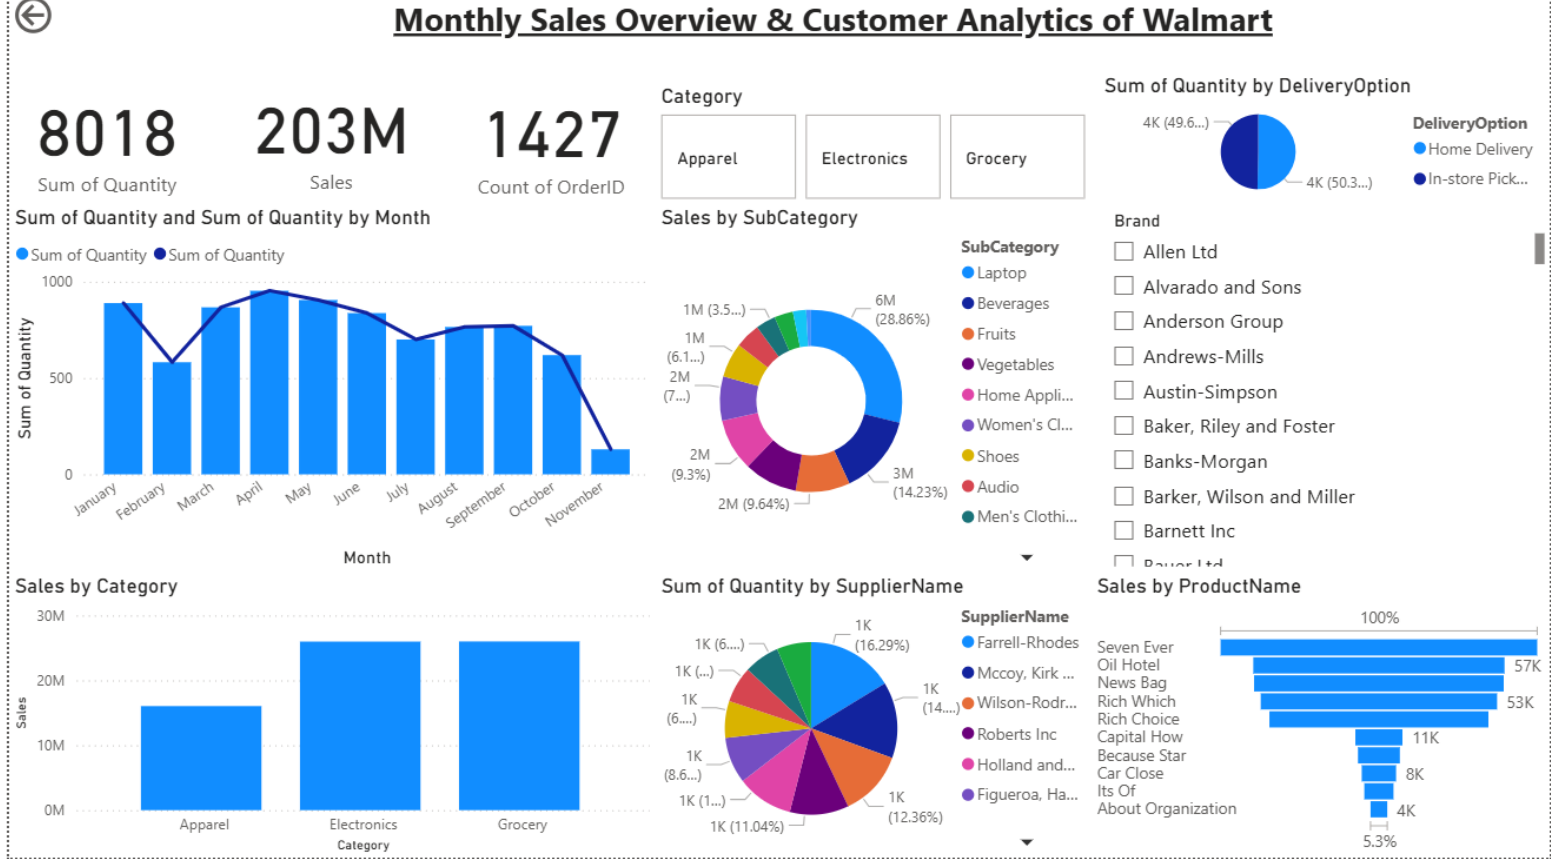 Monthly Sales Overview & Customer Analytics of Walmart
8018
Sum of Quantity
203M
Sales
1427
Count of OrderID
Category
Apparel
Electronics
Grocery
Sum of Quantity by DeliveryOption
4K (49.6...)
4K (50.3...)
DeliveryOption
Home Delivery
In-store Pick...
Sum of Quantity and Sum of Quantity by Month
Sum of Quantity
Sum of Quantity
Sum of Quantity
1000
500
0
January
February
March
April
May
June
July
August
September
October
November
Month
Sales by SubCategory
6M
(28.86%)
3M
(14.23%)
2M (9.64%)
2M
(9.3%)
2M
(7...)
1M
(6.1...)
1M (3.5...)
SubCategory
Laptop
Beverages
Fruits
Vegetables
Home Appli...
Women's Cl...
Shoes
Audio
Men's Clothi...
Brand
Allen Ltd
Alvarado and Sons
Anderson Group
Andrews-Mills
Austin-Simpson
Baker, Riley and Foster
Banks-Morgan
Barker, Wilson and Miller
Barnett Inc
Bauer Ltd
Sales by Category
Sales
30M
20M
10M
0M
Apparel
Electronics
Grocery
Category
Sum of Quantity by SupplierName
1K
(16.29%)
1K
(14....)
1K
(12.36%)
1K (11.04%)
1K (1...)
1K
(8.6...)
1K
(6....)
1K (...)
1K (6....)
SupplierName
Farrell-Rhodes
Mccoy, Kirk ...
Wilson-Rodr...
Roberts Inc
Holland and...
Figueroa, Ha...
Sales by ProductName
100%
Seven Ever
Oil Hotel
57K
News Bag
Rich Which
53K
Rich Choice
Capital How
11K
Because Star
Car Close
8K
Its Of
About Organization
4K
5.3%